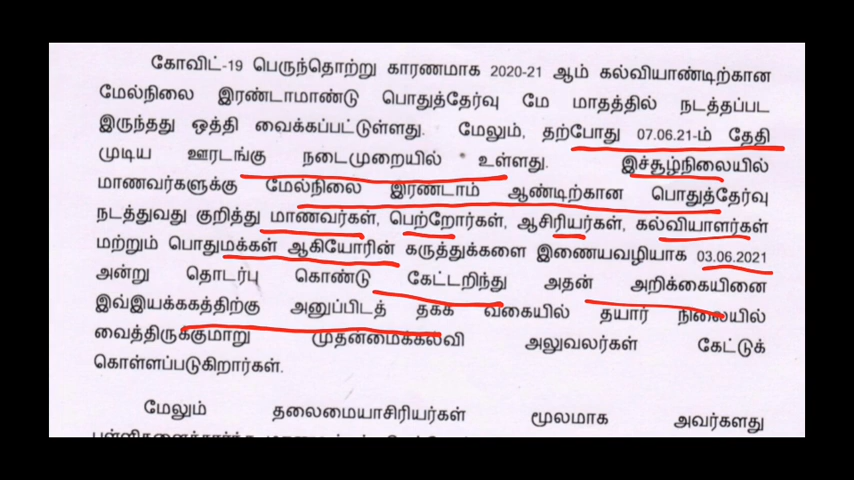 கோவிட்-19 பெருந்தொற்று காரணமாக 2020-21 ஆம் கல்வியாண்டிற்கான
மேல்நிலை இரண்டாமாண்டு பொதுத்தேர்வு மே மாதத்தில் நடத்தப்பட
இருந்தது ஒத்தி வைக்கப்பட்டுள்ளது. மேலும், தற்போது 07.06.21-ம் தேதி
முடிய ஊரடங்கு நடைமுறையில் உள்ளது. இச்சூழ்நிலையில்
மாணவர்களுக்கு மேல்நிலை இரண்டாம் ஆண்டிற்கான பொதுத்தேர்வு
நடத்துவது குறித்து மாணவர்கள், பெற்றோர்கள், ஆசிரியர்கள், கல்வியாளர்கள்
மற்றும் பொதுமக்கள் ஆகியோரின் கருத்துக்களை இணையவழியாக 03.06.2021
அன்று தொடர்பு கொண்டு கேட்டறிந்து அதன் அறிக்கையினை
இவ்இயக்ககத்திற்கு அனுப்பிடத் தக்க வகையில் தயார் நிலையில்
வைத்திருக்குமாறு முதன்மைக்கல்வி அலுவலர்கள் கேட்டுக்
கொள்ளப்படுகிறார்கள்.
மேலும் தலைமையாசிரியர்கள் மூலமாக அவர்களது